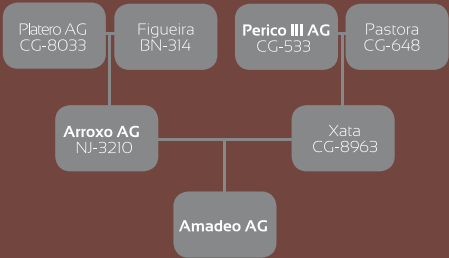 Platero AG
CG-8033
Figueira
BN-314
Perico III AG
CG-533
Pastora
CG-648
Arroxo AG
NJ-3210
Xata
CG-8963
Amadeo AG